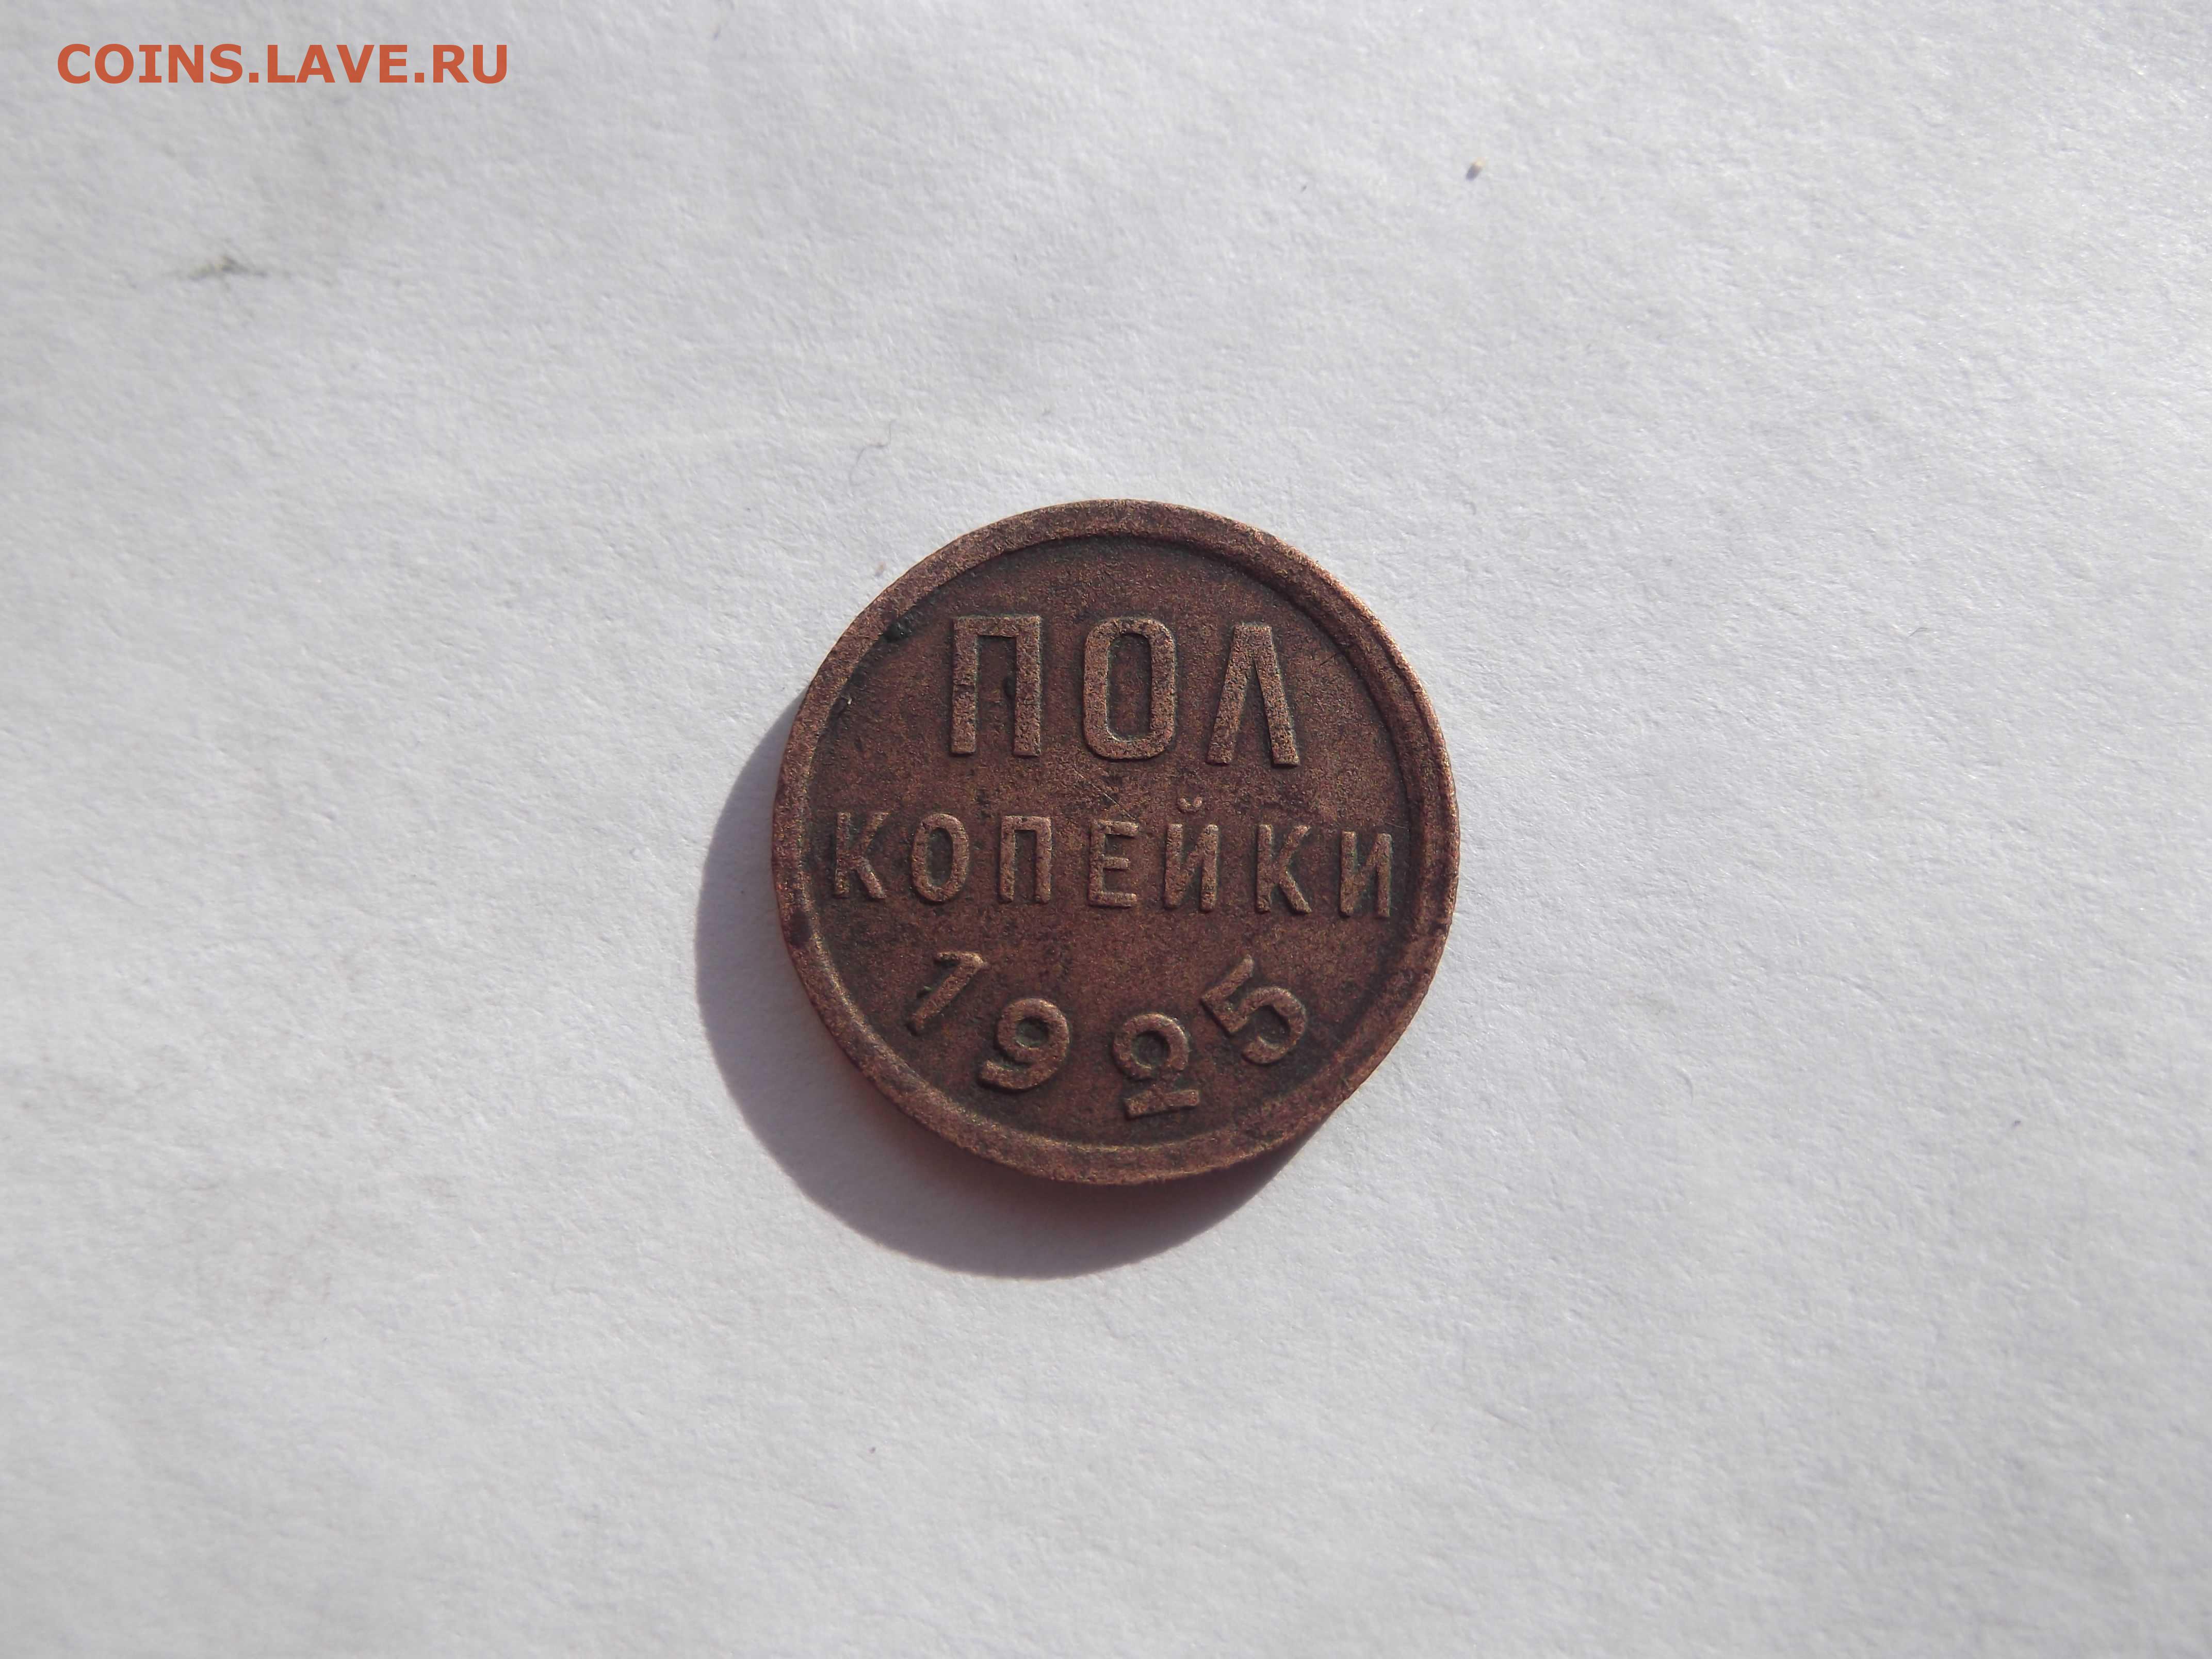 COINS.LAVE.RU
ПОЛ
КОПЕЙКИ
1925